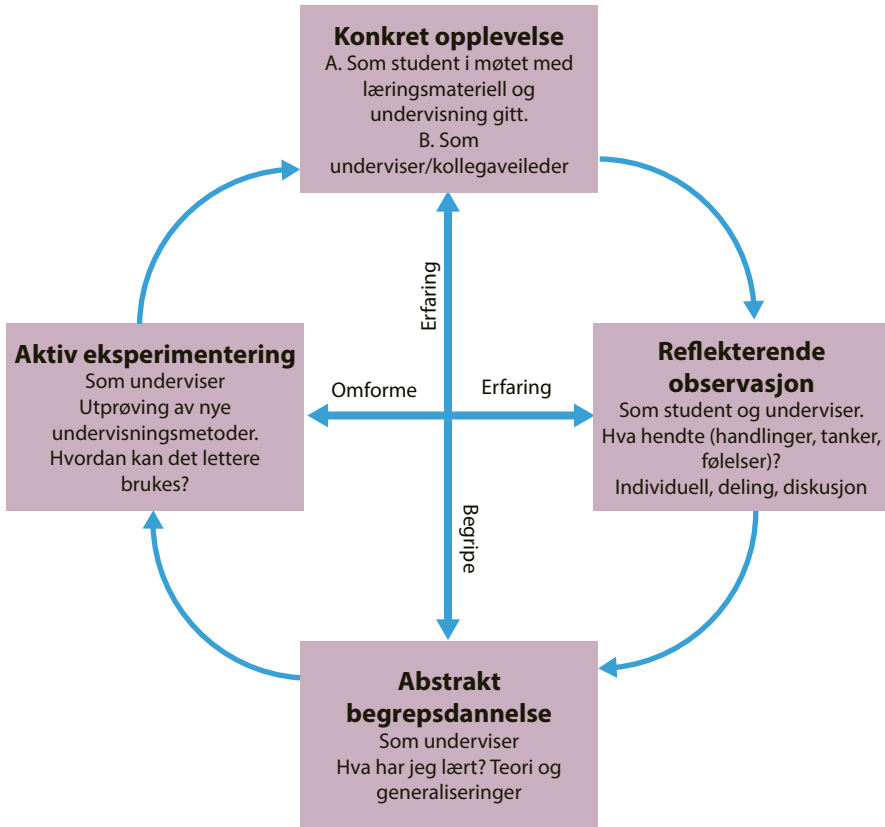 Konkret opplevelse
A. Som student i møtet med
læringsmateriell og
undervisning gitt.
B. Som
underviser/kollegaveileder
Erfaring
Aktiv eksperimentering
Som underviser
Utprøving av nye
undervisningsmetoder.
Hvordan kan det lettere
brukes?
Omforme
Erfaring
Reflekterende
observasjon
Som student og underviser.
Hva hendte (handlinger, tanker,
følelser)?
Individuell, deling, diskusjon
Begripe
Abstrakt
begrepsdannelse
Som underviser
Hva har jeg lært? Teori og
generaliseringer